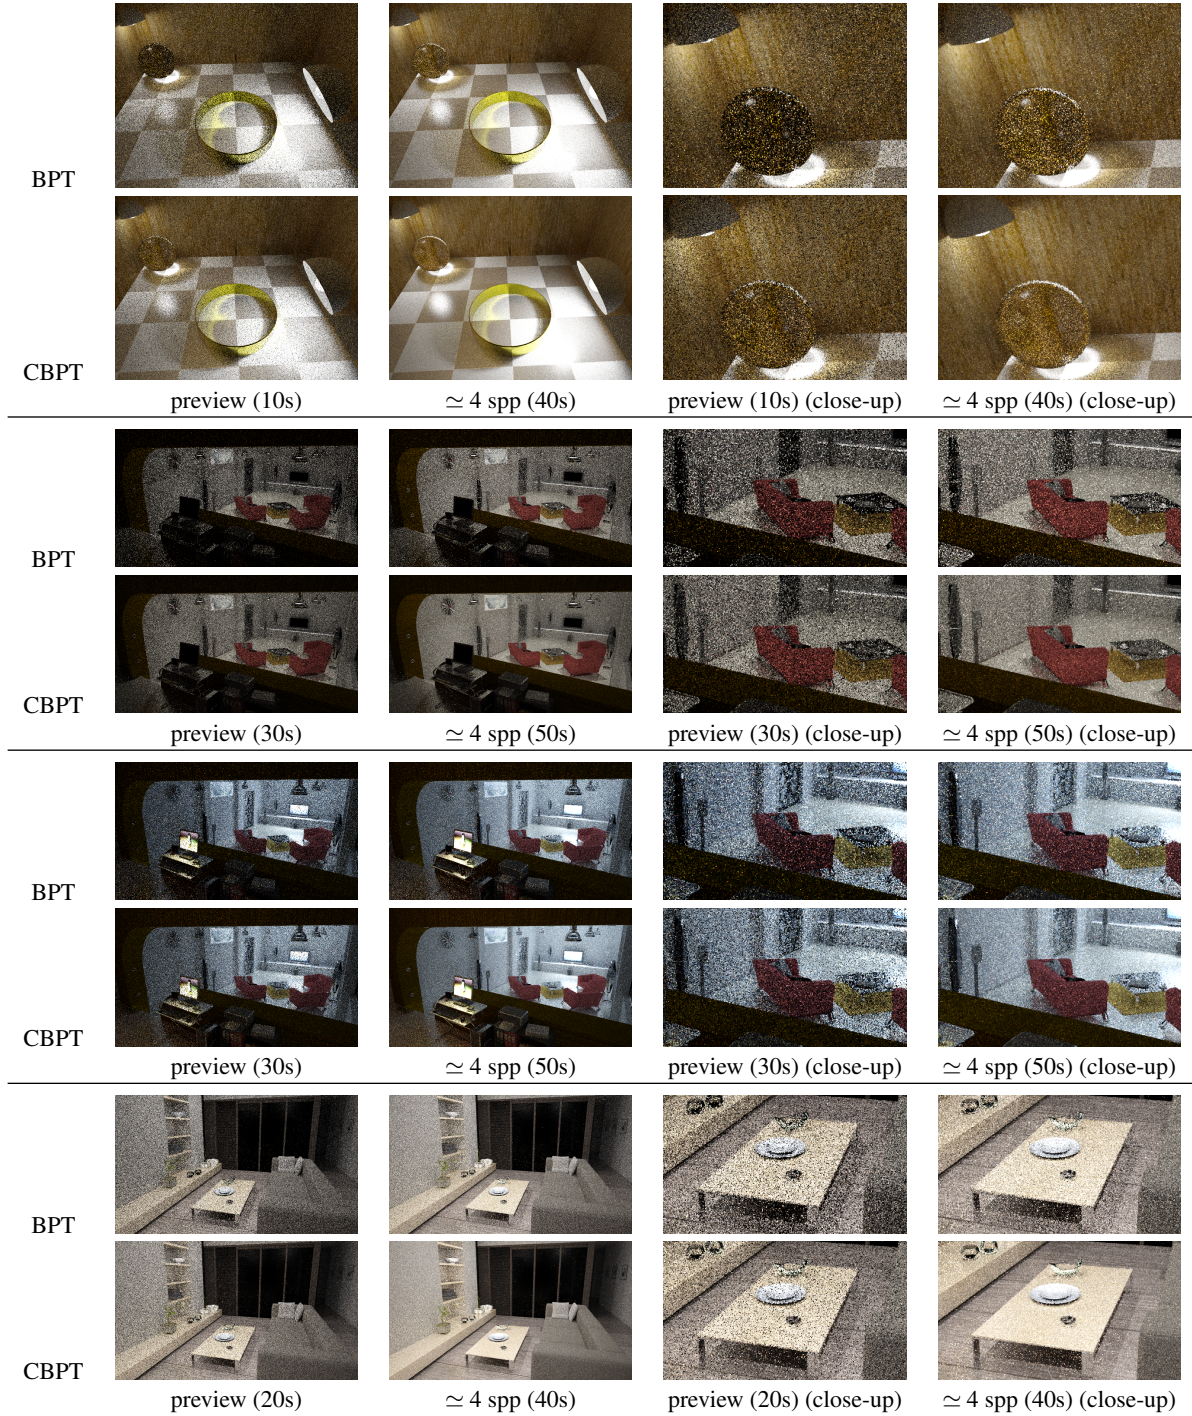 BPT
CBPT
preview (10s) ≃ 4 spp (40s) preview (10s) (close-up) ≃ 4 spp (40s) (close-up)
BPT
CBPT
preview (30s) ≃ 4 spp (50s) preview (30s) (close-up) ≃ 4 spp (50s) (close-up)
BPT
CBPT
preview (30s) ≃ 4 spp (50s) preview (30s) (close-up) ≃ 4 spp (50s) (close-up)
BPT
CBPT
preview (20s) ≃ 4 spp (40s) preview (20s) (close-up) ≃ 4 spp (40s) (close-up)